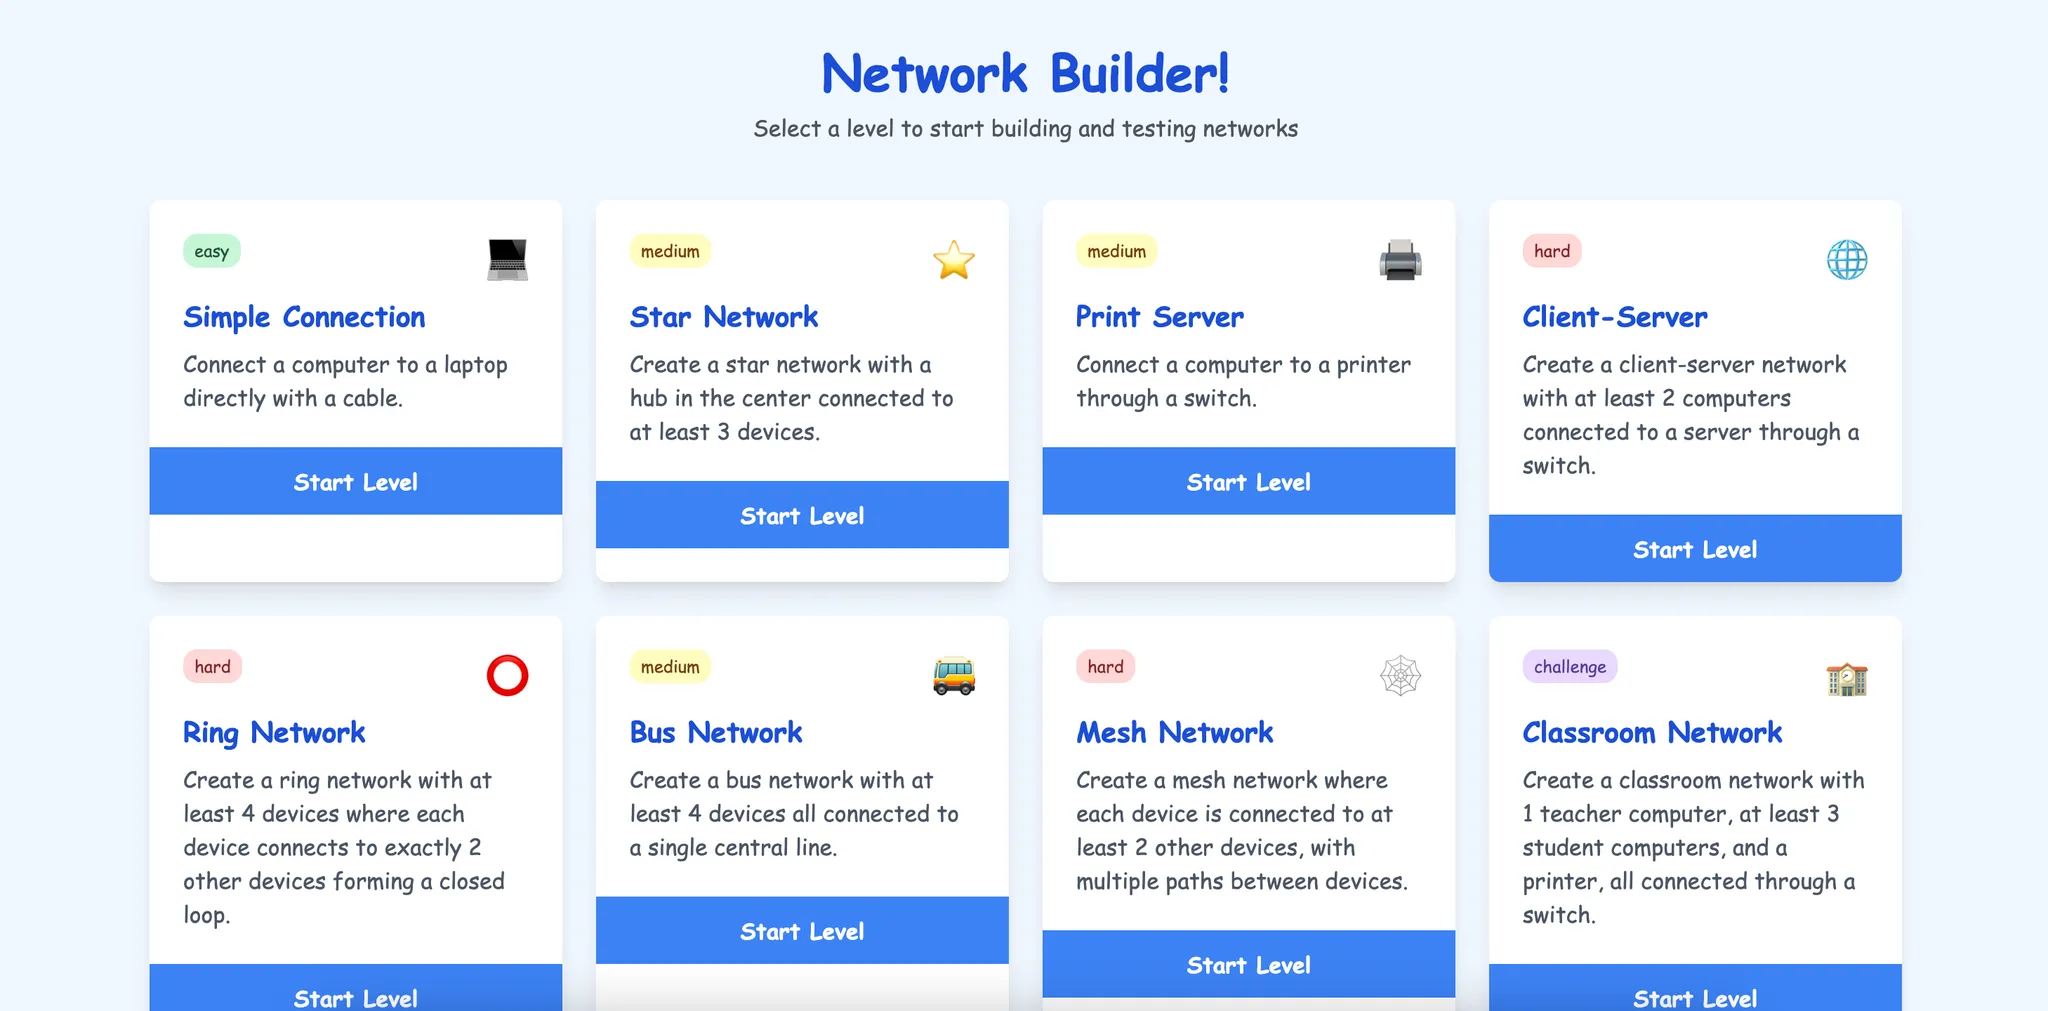 Network Builder!
Select a level to start building and testing networks
easy
Simple Connection
Connect a computer to a laptop
directly with a cable.
Start Level
medium
Star Network
Create a star network with a
hub in the center connected to
at least 3 devices.
Start Level
medium
Print Server
Connect a computer to a printer
through a switch.
Start Level
hard
Client-Server
Create a client-server network
with at least 2 computers
connected to a server through a
switch.
Start Level
hard
Ring Network
Create a ring network with at
least 4 devices where each
device connects to exactly 2
other devices forming a closed
loop.
Start Level
medium
Bus Network
Create a bus network with at
least 4 devices all connected to
a single central line.
Start Level
hard
Mesh Network
Create a mesh network where
each device is connected to at
least 2 other devices, with
multiple paths between devices.
Start Level
challenge
Classroom Network
Create a classroom network with
1 teacher computer, at least 3
student computers, and a
printer, all connected through a
switch.
Start Level